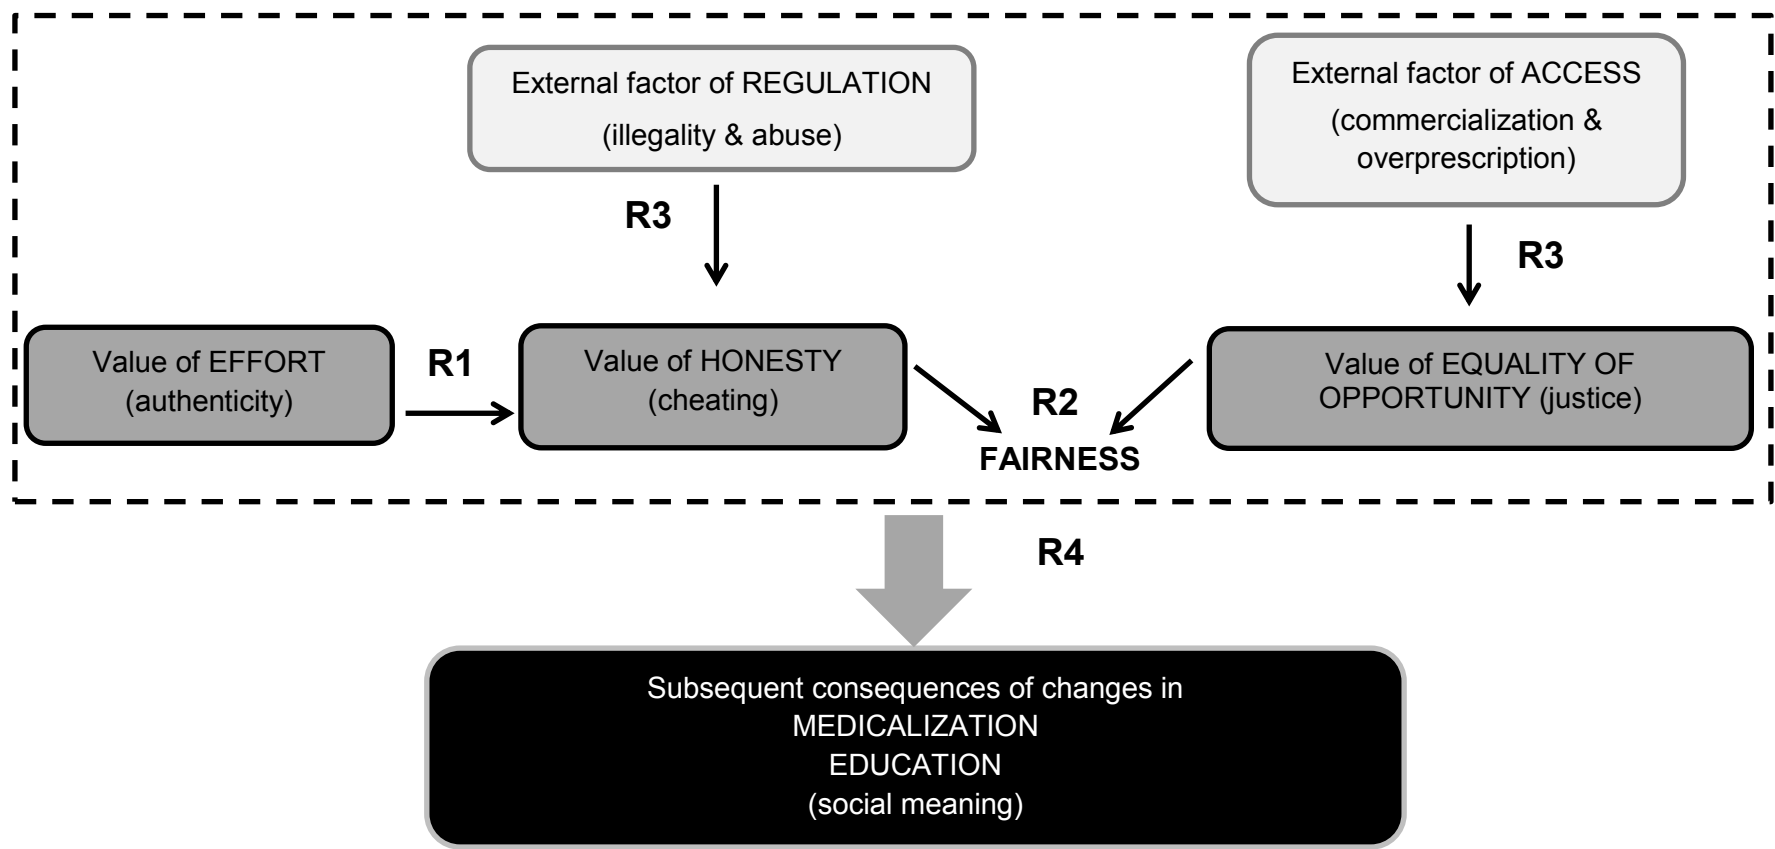 External factor of REGULATION
(illegality & abuse)
External factor of ACCESS
(commercialization &
overprescription)
R3
R3
Value of EFFORT
(authenticity)
R1
Value of HONESTY
(cheating)
R2
FAIRNESS
Value of EQUALITY OF
OPPORTUNITY (justice)
R4
Subsequent consequences of changes in
MEDICALIZATION
EDUCATION
(social meaning)